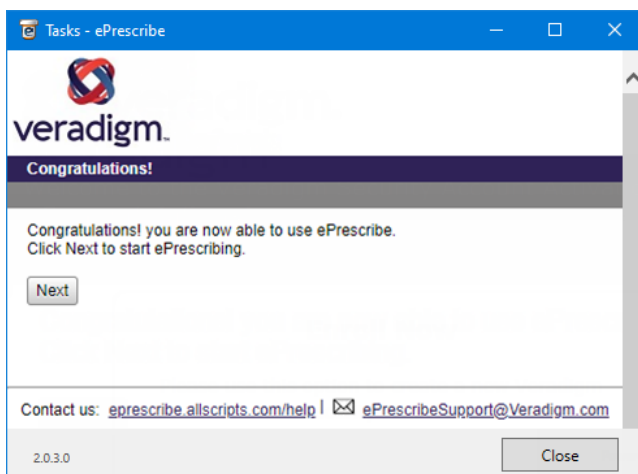 Tasks - ePrescribe
veradigm™
Congratulations!
Congratulations! you are now able to use ePrescribe.
Click Next to start ePrescribing.
Next
Contact us: eprescribe.allscripts.com/help | ePrescribeSupport@Veradigm.com
2.0.3.0 Close